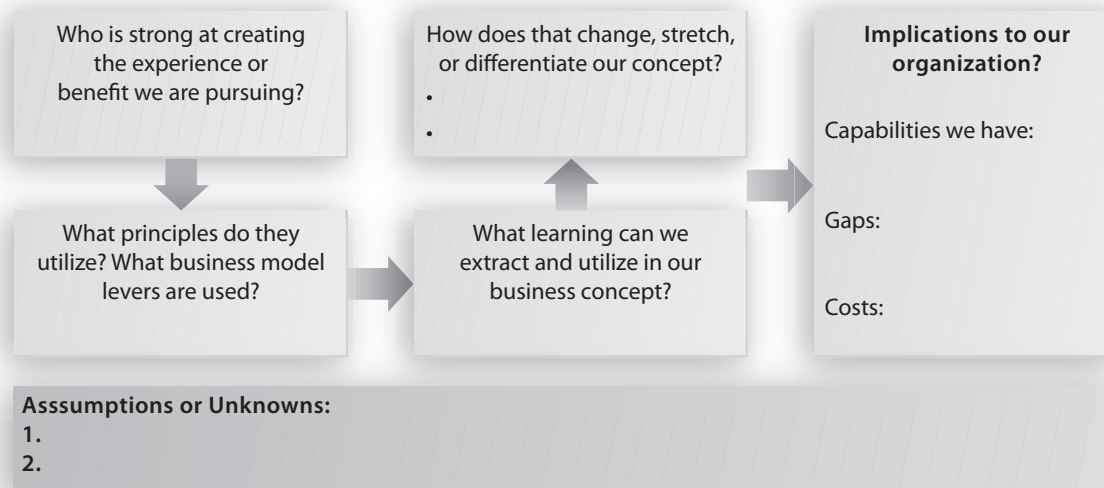 Who is strong at creating
the experience or
benefit we are pursuing?
What principles do they
utilize? What business model
levers are used?
What learning can we
extract and utilize in our
business concept?
How does that change, stretch,
or differentiate our concept?
•
•
Implications to our
organization?
Capabilities we have:
Gaps:
Costs:
Asssumptions or Unknowns:
1.
2.